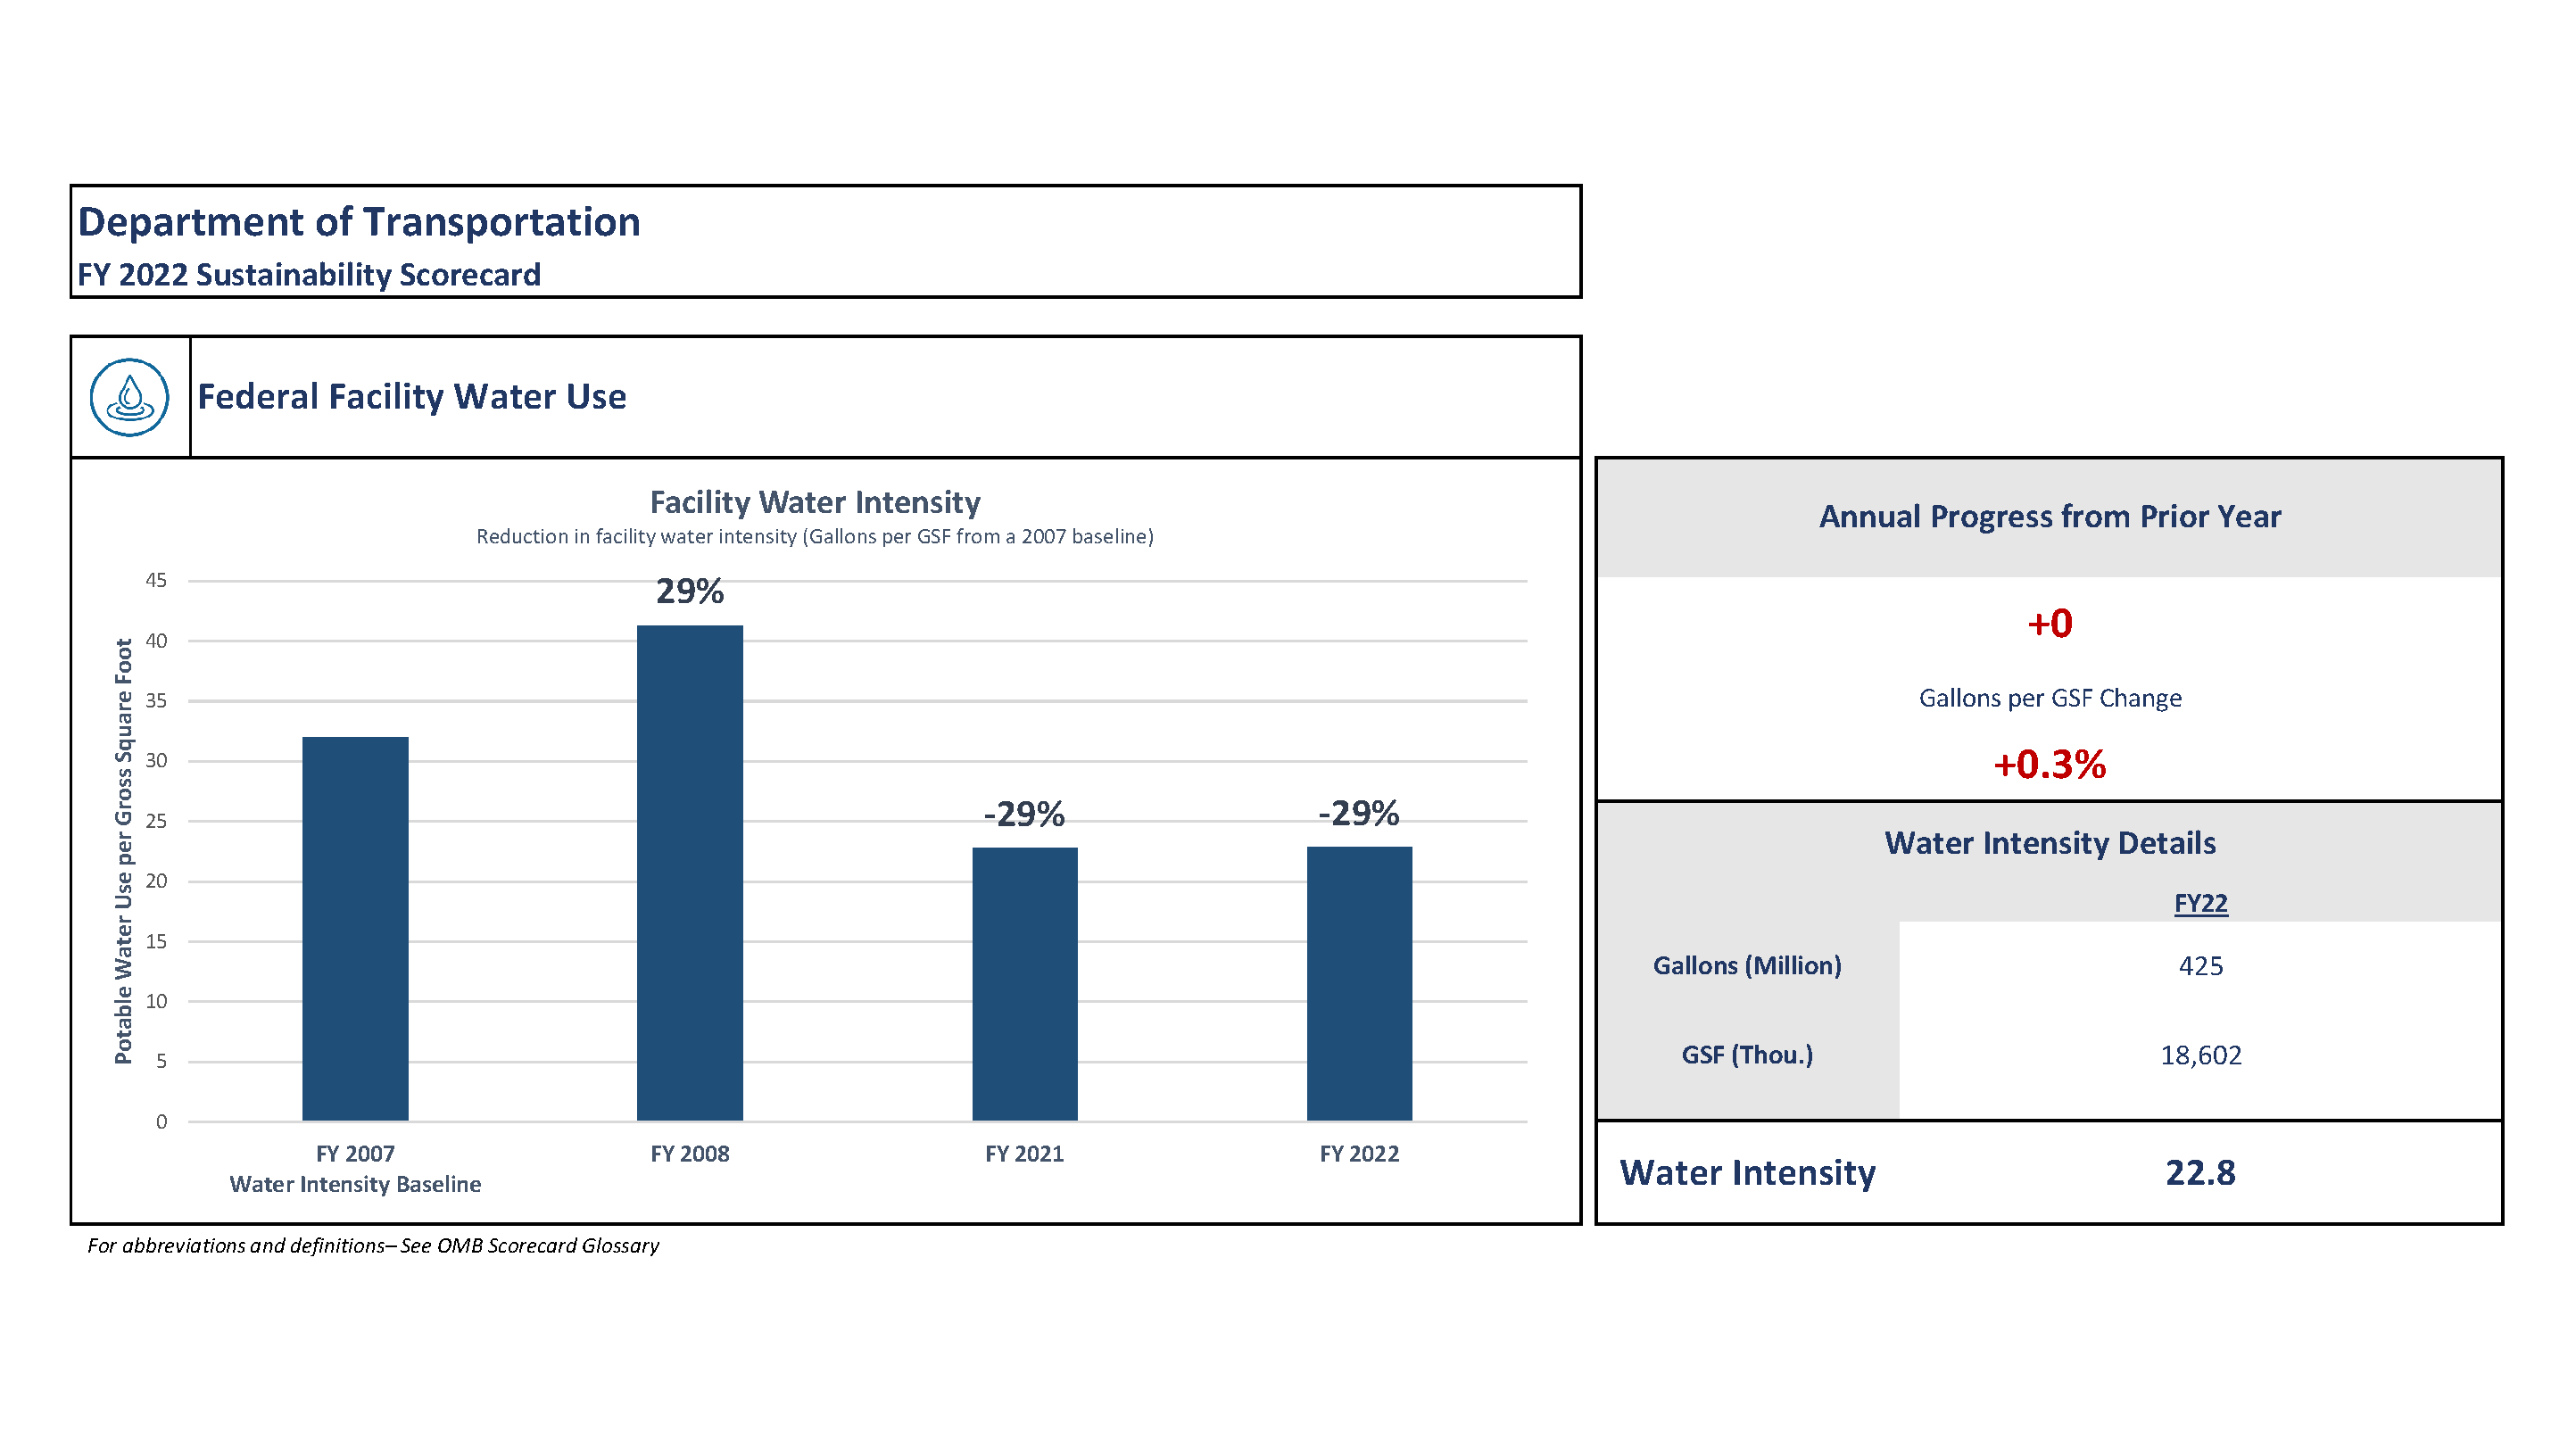 Department of Transportation
FY 2022 Sustainability Scorecard
Federal Facility Water Use
Facility Water Intensity
Reduction in facility water intensity (Gallons per GSF from a 2007 baseline)
Potable Water Use per Gross Square Foot
45
40
35
30
25
20
15
10
5
0
29%
-29%
-29%
FY 2007
FY 2008
FY 2021
FY 2022
Water Intensity Baseline
For abbreviations and definitions– See OMB Scorecard Glossary
Annual Progress from Prior Year
+0
Gallons per GSF Change
+0.3%
Water Intensity Details
FY22
Gallons (Million) 425
GSF (Thou.) 18,602
Water Intensity 22.8